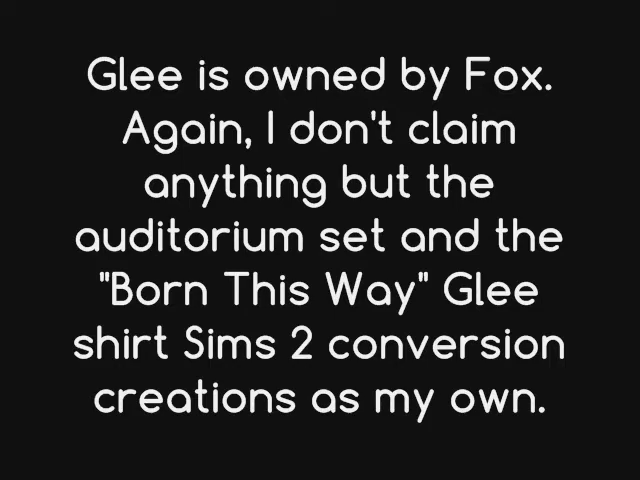 Glee is owned by Fox.
Again, I don't claim
anything but the
auditorium set and the
"Born This Way" Glee
shirt Sims 2 conversion
creations as my own.